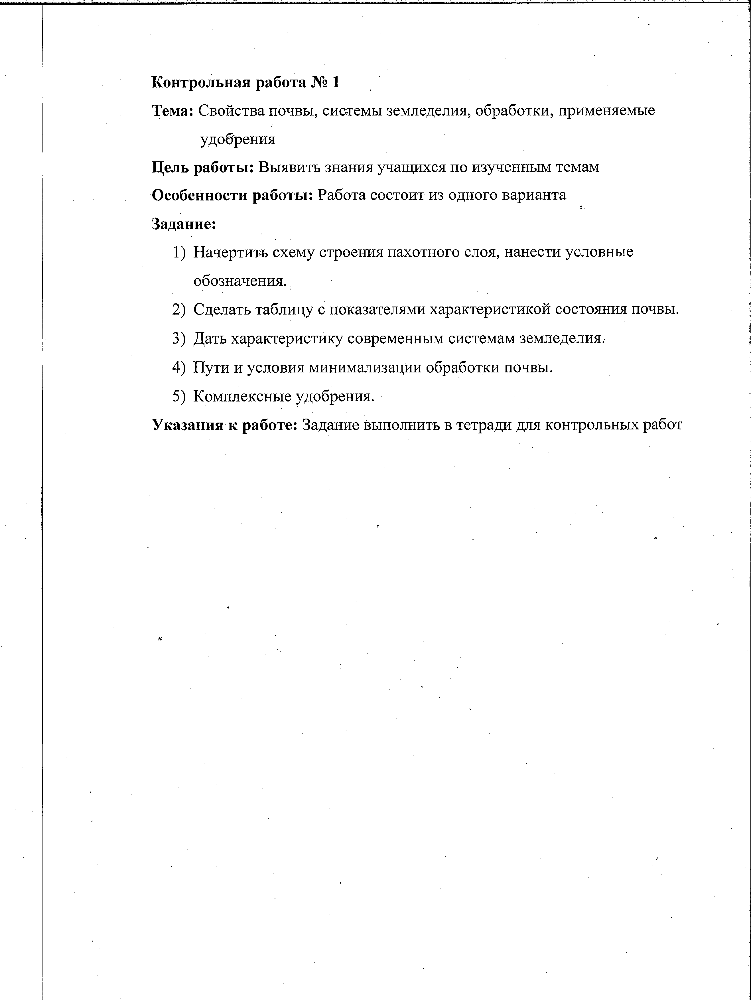 Контрольная работа № 1
Тема: Свойства почвы, системы земледелия, обработки, применяемые
удобрения
Цель работы: Выявить знания учащихся по изученным темам
Особенности работы: Работа состоит из одного варианта
Задание:
1) Начертить схему строения пахотного слоя, нанести условные
обозначения.
2) Сделать таблицу с показателями характеристикой состояния почвы.
3) Дать характеристику современным системам земледелия.
4) Пути и условия минимализации обработки почвы.
5) Комплексные удобрения.
Указания к работе: Задание выполнить в тетради для контрольных работ